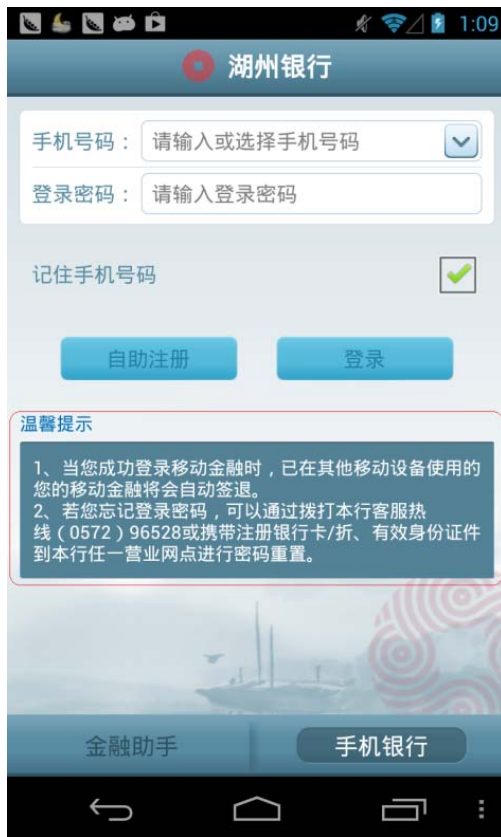 1:09
湖州银行
手机号码： 请输入或选择手机号码
登录密码： 请输入登录密码
记住手机号码
自助注册 登录
温馨提示
1、当您成功登录移动金融时，已在其他移动设备使用的
您的移动金融将会自动签退。
2、若您忘记登录密码，可以通过拨打本行客服热
线（0572）96528或携带注册银行卡/折、有效身份证件
到本行任一营业网点进行密码重置。
金融助手 手机银行